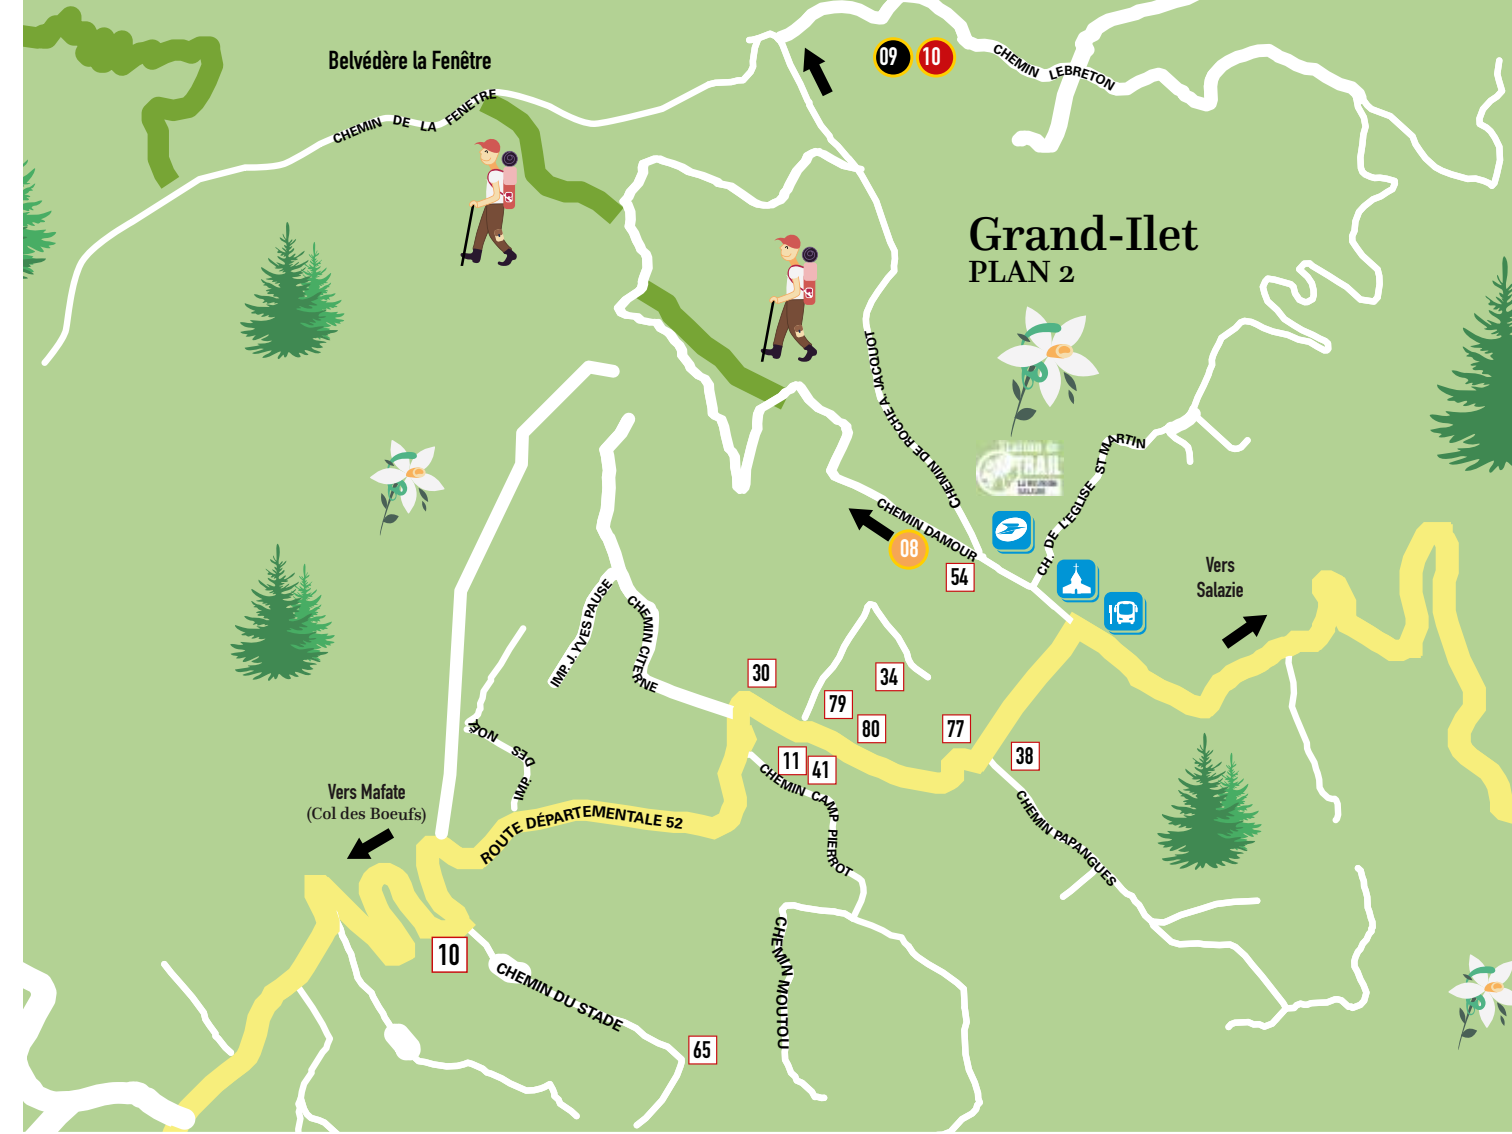 Belvédère la Fenêtre
09
10
CHEMIN LEBRETON
CHEMIN DE LA FENETRE
Grand-Ilet
PLAN 2
CHEMIN DE ROCHE A. JACQUOT
CH. DE L'EGLISE ST MARTIN
TRAIL
CHEMIN DAMOUR
08
54
Vers
Salazie
IMP. J. YVES PAUSE
CHEMIN CITERNE
30
34
79
80
77
38
11
41
IMP. DES NOÉ
CHEMIN CAMP PIERROT
CHEMIN PAPANGUES
Vers Mafate
(Col des Boeufs)
ROUTE DÉPARTEMENTALE 52
10
CHEMIN DU STADE
CHEMIN MOUTOU
65